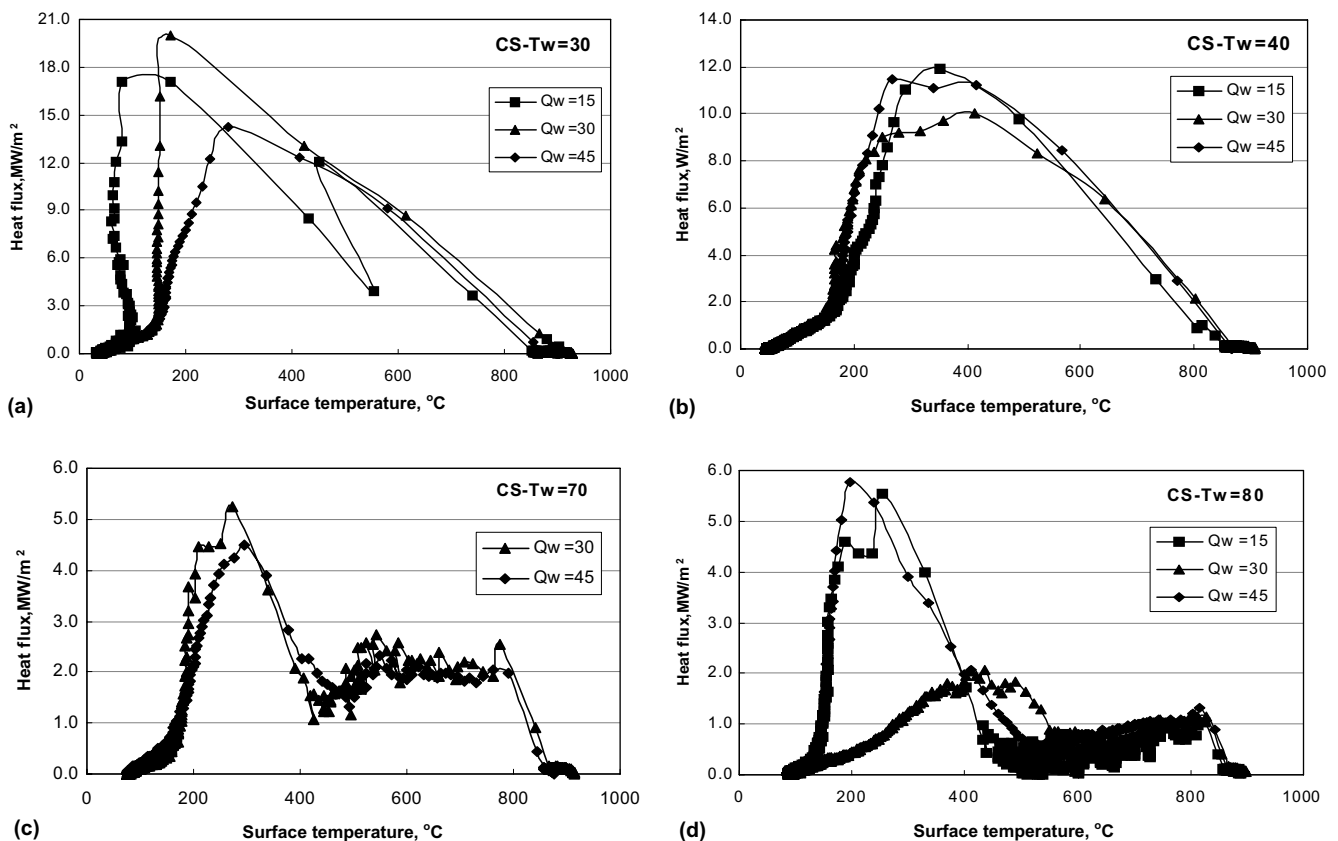 CS-Tw=30
Heat flux,MW/m²
21.0
18.0
15.0
12.0
9.0
6.0
3.0
0.0
Qw =15
Qw =30
Qw =45
0 200 400 600 800 1000
Surface temperature, °C
(a)
CS-Tw=40
Heat flux,W/m²
14.0
12.0
10.0
8.0
6.0
4.0
2.0
0.0
Qw =15
Qw =30
Qw =45
0 200 400 600 800 1000
Surface temperature, °C
(b)
CS-Tw=70
Heat flux,MW/m²
6.0
5.0
4.0
3.0
2.0
1.0
0.0
Qw =30
Qw =45
0 200 400 600 800 1000
Surface temperature, °C
(c)
CS-Tw=80
Heat flux,MW/m²
6.0
5.0
4.0
3.0
2.0
1.0
0.0
Qw =15
Qw =30
Qw =45
0 200 400 600 800 1000
Surface temperature, °C
(d)